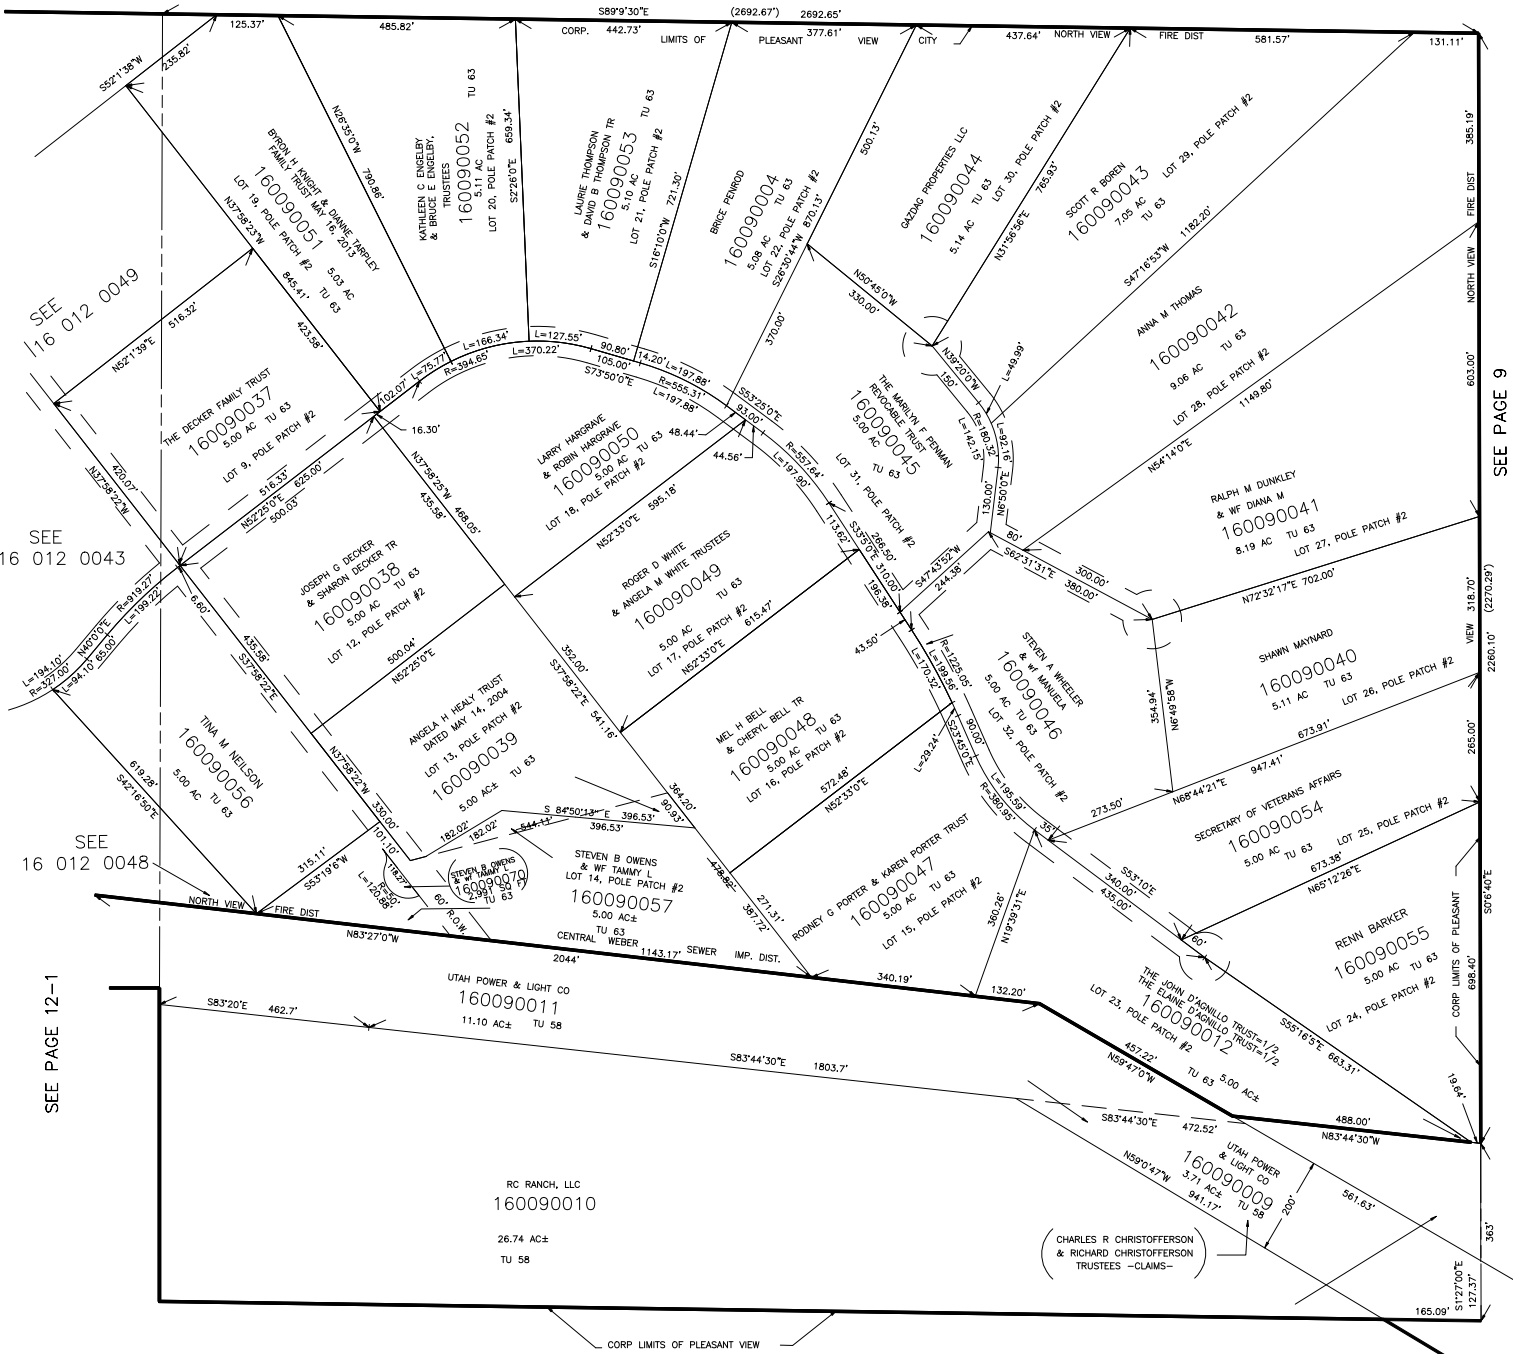 S89°9'30"E (2692.67') 2692.65'
125.37' 485.82' CORP. 442.73' LIMITS OF PLEASANT 377.61' VIEW CITY 437.64' NORTH VIEW FIRE DIST 581.57' 131.11'
S52°1'38"W
235.82'
N26°35'0"W 790.86'
BYRON H KNIGHT & DIANNE TARPLEY
FAMILY TRUST MAY 16, 2013
160090051
LOT 19, POLE PATCH #2
5.03 AC
TU 63
N37°58'23"W 845.41'
423.58'
KATHLEEN C ENGELBY
& BRUCE E ENGELBY,
TRUSTEES
160090052 TU 63
5.11 AC
LOT 20, POLE PATCH #2
S2°26'0"E 659.34'
LAURIE THOMPSON
& DAVID B THOMPSON TR
160090053 TU 63
5.10 AC
LOT 21, POLE PATCH #2
S16°10'0"W 721.30'
BRICE PENROD
160090004
5.08 AC TU 63
LOT 22, POLE PATCH #2
S26°30'44"W 870.13'
500.13'
370.00'
GAZDAG PROPERTIES LLC
160090044
5.14 AC TU 63
LOT 30, POLE PATCH #2
N31°56'56"E 765.93'
N50°45'0"W
330.00'
SCOTT R BOREN
160090043
7.05 AC
TU 63
LOT 29, POLE PATCH #2
S47°16'53"W 1182.20'
385.19'
NORTH VIEW FIRE DIST
ANNA M THOMAS
160090042
9.06 AC TU 63
LOT 28, POLE PATCH #2
1149.80'
N54°14'0"E
603.00'
SEE PAGE 9
SEE
16 012 0049
516.32'
N52°1'39"E
THE DECKER FAMILY TRUST
160090037
5.00 AC TU 63
LOT 9, POLE PATCH #2
420.07'
N37°58'22"W
516.33'
N52°25'0"E 625.00'
500.03'
102.07'
16.30'
L=75.77'
L=166.34'
R=394.65'
L=370.22'
L=127.55'
90.80'
105.00'
14.20'
S73°50'0"E
L=197.88'
R=555.31'
L=197.88'
S53°25'0"E
93.00'
48.44'
44.56'
LARRY HARGRAVE
& ROBIN HARGRAVE
160090050
5.00 AC TU 63
LOT 18, POLE PATCH #2
N37°58'25"W 468.05'
435.58'
N52°33'0"E 595.18'
R=557.64'
L=197.90'
THE MARILYN F PENMAN
REVOCABLE TRUST
160090045
5.00 AC
TU 63
LOT 31, POLE PATCH #2
N39°20'0"W
150'
L=49.99'
R=180.32'
L=142.15'
L=92.16'
130.00'
N6°50'0"E
80'
S62°31'31"E
300.00'
380.00'
RALPH M DUNKLEY
& WF DIANA M
160090041
8.19 AC TU 63
LOT 27, POLE PATCH #2
N72°32'17"E 702.00'
SEE
16 012 0043
R=919.27'
L=199.22'
N40°0'0"E
65.00'
L=194.10'
R=327.00'
L=94.10'
6.60'
JOSEPH G DECKER
& SHARON DECKER TR
160090038
5.00 AC TU 63
LOT 12, POLE PATCH #2
435.58'
S37°58'22"E
500.04'
N52°25'0"E
ROGER D WHITE
& ANGELA M WHITE TRUSTEES
160090049
5.00 AC TU 63
LOT 17, POLE PATCH #2
N52°33'0"E 615.47'
113.62'
S33°5'0"E 310.00'
266.50'
196.38'
43.50'
S47°43'52"W
244.38'
352.00'
S37°58'22"E 541.16'
STEVEN A WHEELER
& wf MANUELA
160090046
5.00 AC TU 63
LOT 32, POLE PATCH #2
R=1225.05'
L=199.56'
L=170.32'
L=29.24'
90.00'
S23°45'0"E
354.94'
N6°49'58"W
SHAWN MAYNARD
160090040
5.11 AC TU 63
LOT 26, POLE PATCH #2
673.91'
N68°44'21"E 947.41'
273.50'
VIEW 318.70'
(2270.29')
2260.10'
265.00'
TINA M NEILSON
160090056
5.00 AC
TU 63
619.28'
S42°16'50"E
ANGELA H HEALY TRUST
DATED MAY 14, 2004
LOT 13, POLE PATCH #2
160090039
5.00 AC± TU 63
N37°58'22"W
330.00'
101.10'
MEL H BELL
& CHERYL BELL TR
160090048
5.00 AC TU 63
LOT 16, POLE PATCH #2
572.48'
N52°33'0"E
364.20'
90.93'
S 84°50'13" E 396.53'
396.53'
182.02'
182.02'
544.11'
L=195.59'
R=380.95'
35'
SECRETARY OF VETERANS AFFAIRS
160090054
5.00 AC TU 63
LOT 25, POLE PATCH #2
673.38'
N65°12'26"E
SEE
16 012 0048
315.11'
S53°19'6"W
118.27'
R=50'
L=120.88'
60' R.O.W.
STEVEN B OWENS
& wf TAMMY L
160090070
2,991 SQ FT
TU 63
STEVEN B OWENS
& WF TAMMY L
LOT 14, POLE PATCH #2
160090057
5.00 AC±
TU 63
478.82'
271.31'
387.72'
RODNEY G PORTER & KAREN PORTER TRUST
160090047
5.00 AC TU 63
LOT 15, POLE PATCH #2
360.26'
N19°39'31"E
S53°10'E
340.00'
435.00'
60'
RENN BARKER
160090055
5.00 AC TU 63
LOT 24, POLE PATCH #2
S0°6'40"E
CORP LIMITS OF PLEASANT
698.40'
NORTH VIEW FIRE DIST
N83°27'0"W
2044'
CENTRAL WEBER 1143.17' SEWER IMP. DIST.
340.19'
132.20'
THE JOHN D'AGNILLO TRUST=1/2
THE ELAINE D'AGNILLO TRUST=1/2
160090012
LOT 23, POLE PATCH #2
TU 63 5.00 AC±
S55°16'5"E 663.31'
457.22'
N59°47'0"W
19.64'
488.00'
N83°44'30"W
SEE PAGE 12-1
UTAH POWER & LIGHT CO
160090011
11.10 AC± TU 58
S83°20'E 462.7'
S83°44'30"E 1803.7'
S83°44'30"E 472.52'
UTAH POWER
& LIGHT CO
160090009
3.71 AC± TU 58
N59°0'47"W
941.17'
200'
561.63'
363'
RC RANCH, LLC
160090010
26.74 AC±
TU 58
CHARLES R CHRISTOFFERSON
& RICHARD CHRISTOFFERSON
TRUSTEES -CLAIMS-
S1°27'00"E
127.37'
165.09'
CORP LIMITS OF PLEASANT VIEW